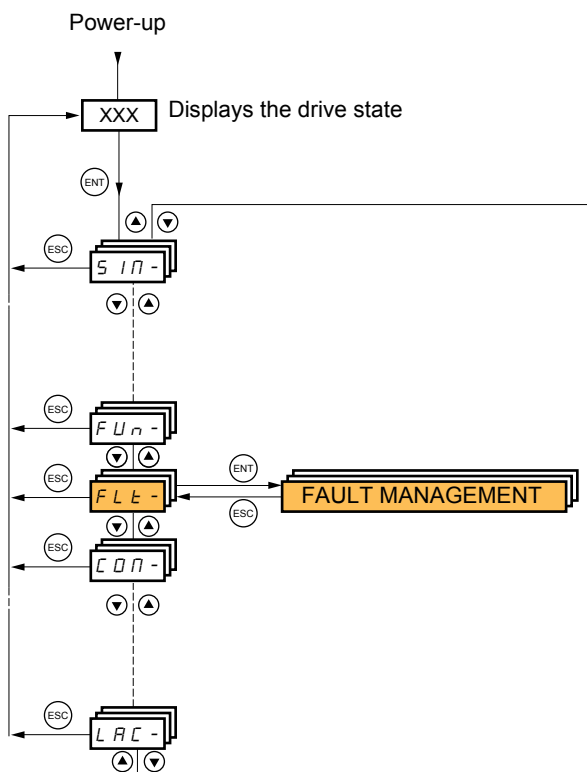 Power-up
XXX Displays the drive state
ENT
ESC
SIM-
ESC
FUn-
ESC
FLt-
ENT
ESC
FAULT MANAGEMENT
ESC
COM-
ESC
LAC-